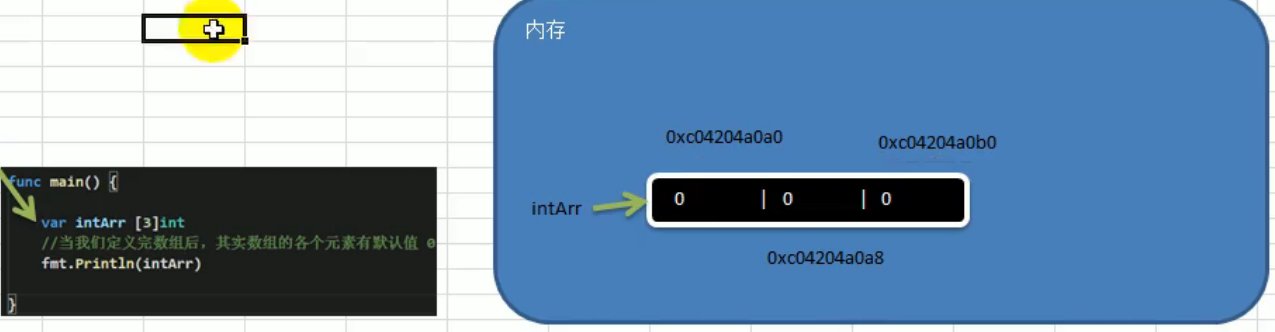 内存
0xc04204a0a0
0xc04204a0b0
intArr
0 | 0 | 0
0xc04204a0a8
func main() {
var intArr [3]int
//当我们定义完数组后，其实数组的各个元素有默认值 0
fmt.Println(intArr)
}